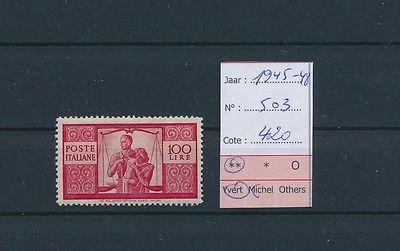 POSTE
ITALIANE
100
LIRE
Jaar : 1945-48
N° : 503
Cote : 420
** * O
Yvert Michel Others